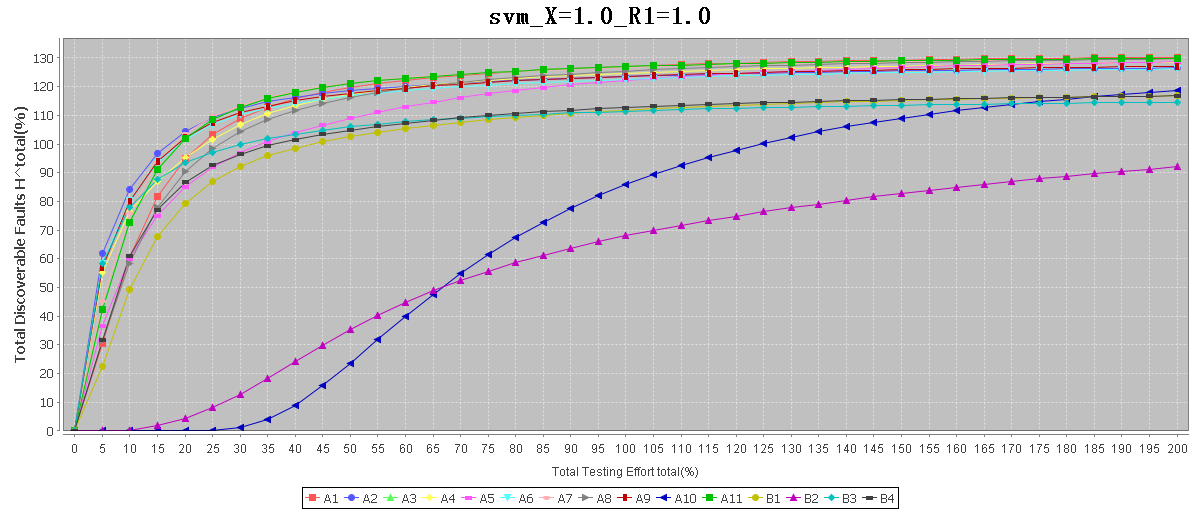 svm_X=1.0_R1=1.0
Total Discoverable Faults H^total(%)
130
120
110
100
90
80
70
60
50
40
30
20
10
0
0 5 10 15 20 25 30 35 40 45 50 55 60 65 70 75 80 85 90 95 100 105 110 115 120 125 130 135 140 145 150 155 160 165 170 175 180 185 190 195 200
Total Testing Effort total(%)
A1 A2 A3 A4 A5 A6 A7 A8 A9 A10 A11 B1 B2 B3 B4